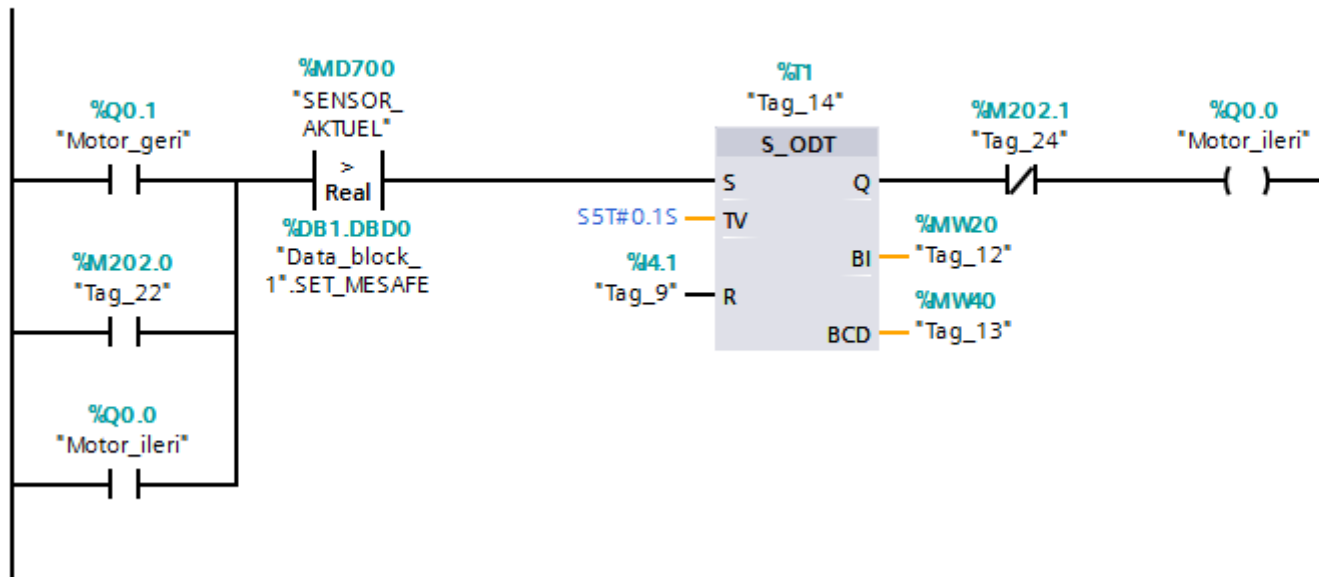 %MD700
"SENSOR_
AKTUEL"
%T1
"Tag_14"
%Q0.1
"Motor_geri"
%M202.1
"Tag_24"
%Q0.0
"Motor_ileri"
S_ODT
>
Real
S
Q
%DB1.DBD0
"Data_block_
1".SET_MESAFE
S5T#0.1S
TV
%MW20
"Tag_12"
BI
%M202.0
"Tag_22"
%I4.1
"Tag_9"
R
%MW40
"Tag_13"
BCD
%Q0.0
"Motor_ileri"